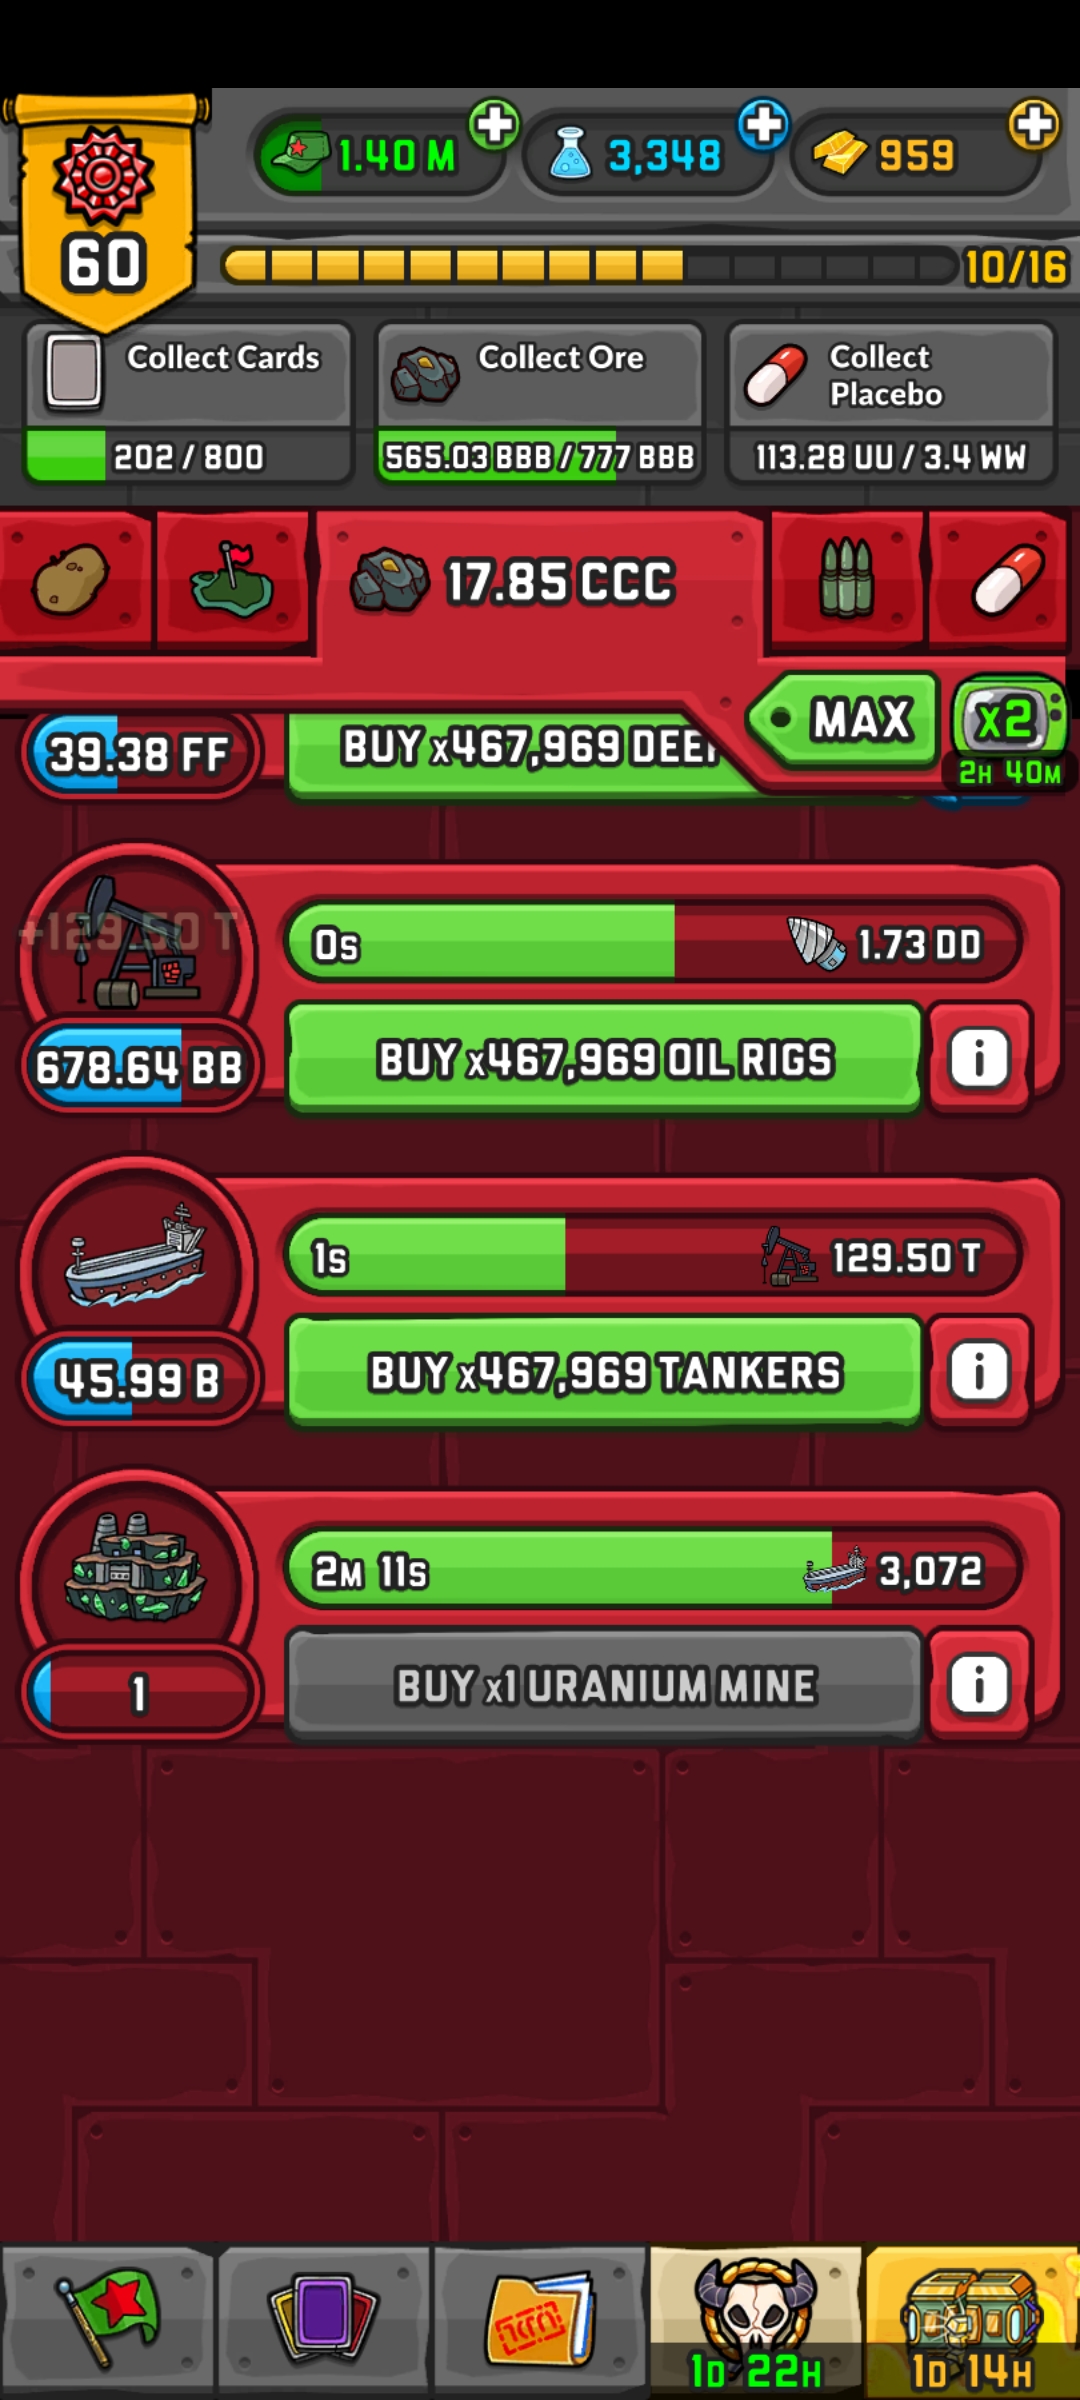 60
1.40 M
3,348
959
10/16
Collect Cards
202 / 800
Collect Ore
565.03 BBB / 777 BBB
Collect
Placebo
113.28 UU / 3.4 WW
17.85 CCC
MAX
x2
2H 40M
39.38 FF
BUY x467,969
+129.50 T
0s
1.73 DD
678.64 BB
BUY x467,969 OIL RIGS
i
1s
129.50 T
45.99 B
BUY x467,969 TANKERS
i
2M 11s
3,072
1
BUY x1 URANIUM MINE
i
1D 22H
1D 14H